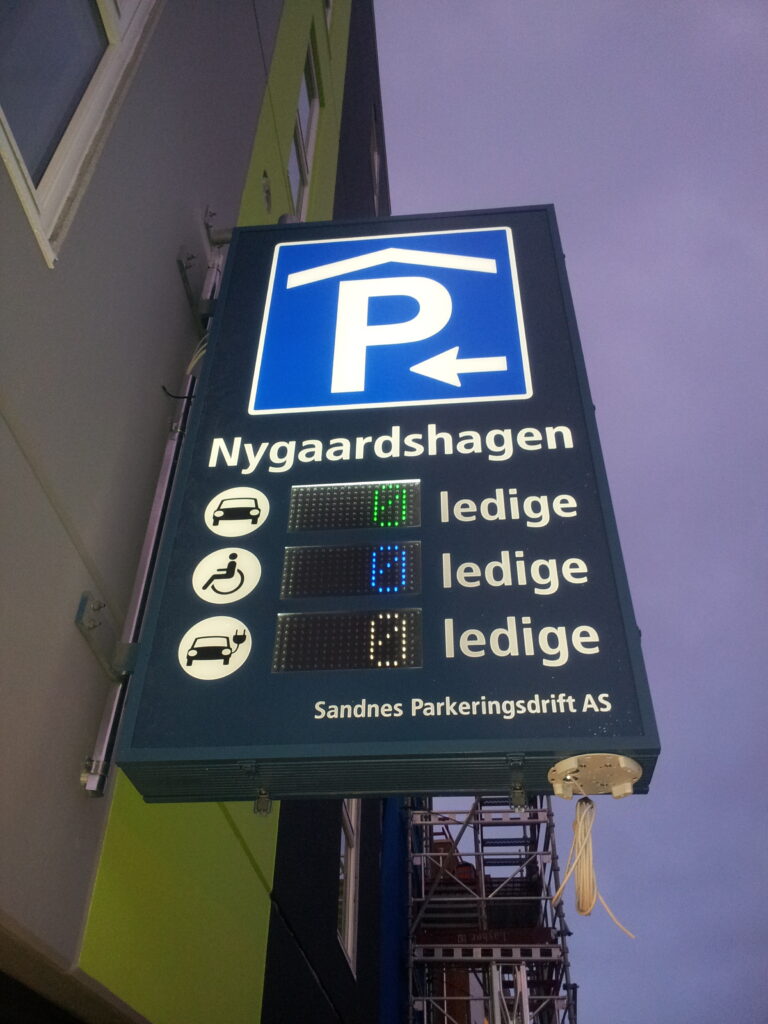 P
Nygaardshagen
0 ledige
0 ledige
0 ledige
Sandnes Parkeringsdrift AS